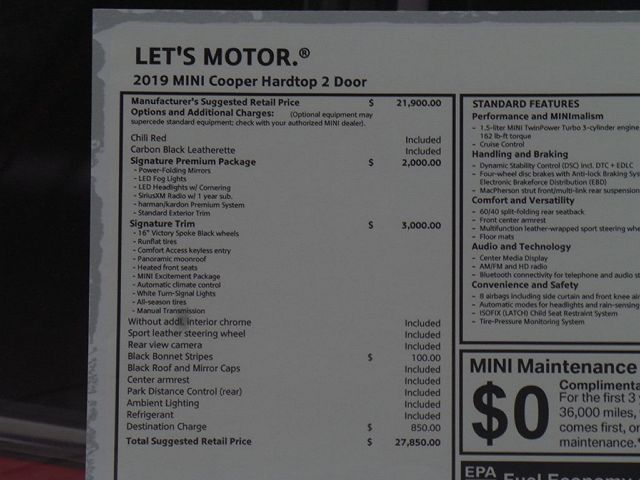 LET'S MOTOR.®
2019 MINI Cooper Hardtop 2 Door
Manufacturer's Suggested Retail Price $ 21,900.00
Options and Additional Charges: (Optional equipment may
supercede standard equipment; check with your authorized MINI dealer).
Chili Red Included
Carbon Black Leatherette Included
Signature Premium Package $ 2,000.00
- Power-Folding Mirrors
- LED Fog Lights
- LED Headlights w/ Cornering
- SiriusXM Radio w/ 1 year sub.
- harman/kardon Premium System
- Standard Exterior Trim
Signature Trim $ 3,000.00
- 16" Victory Spoke Black wheels
- Runflat tires
- Comfort Access keyless entry
- Panoramic moonroof
- Heated front seats
- MINI Excitement Package
- Automatic climate control
- White Turn-Signal Lights
- All-season tires
- Manual Transmission
Without addl. interior chrome Included
Sport leather steering wheel Included
Rear view camera Included
Black Bonnet Stripes $ 100.00
Black Roof and Mirror Caps Included
Center armrest Included
Park Distance Control (rear) Included
Ambient Lighting Included
Refrigerant Included
Destination Charge $ 850.00
Total Suggested Retail Price $ 27,850.00
STANDARD FEATURES
Performance and MINImalism
- 1.5-liter MINI TwinPower Turbo 3-cylinder engine
162 lb-ft torque
- Cruise Control
Handling and Braking
- Dynamic Stability Control (DSC) incl. DTC + EDLC
- Four-wheel disc brakes with Anti-lock Braking Sys
Electronic Brakeforce Distribution (EBD)
- MacPherson strut front/multi-link rear suspension
Comfort and Versatility
- 60/40 split-folding rear seatback
- Front center armrest
- Multifunction leather-wrapped sport steering whe
- Floor mats
Audio and Technology
- Center Media Display
- AM/FM and HD radio
- Bluetooth connectivity for telephone and audio st
Convenience and Safety
- 8 airbags including side curtain and front knee air
- Automatic modes for headlights and rain-sensing
- ISOFIX (LATCH) Child Seat Restraint System
- Tire-Pressure Monitoring System
MINI Maintenance
$0
Complimenta
For the first 3
36,000 miles,
comes first, or
maintenance.*
EPA Fuel Economy